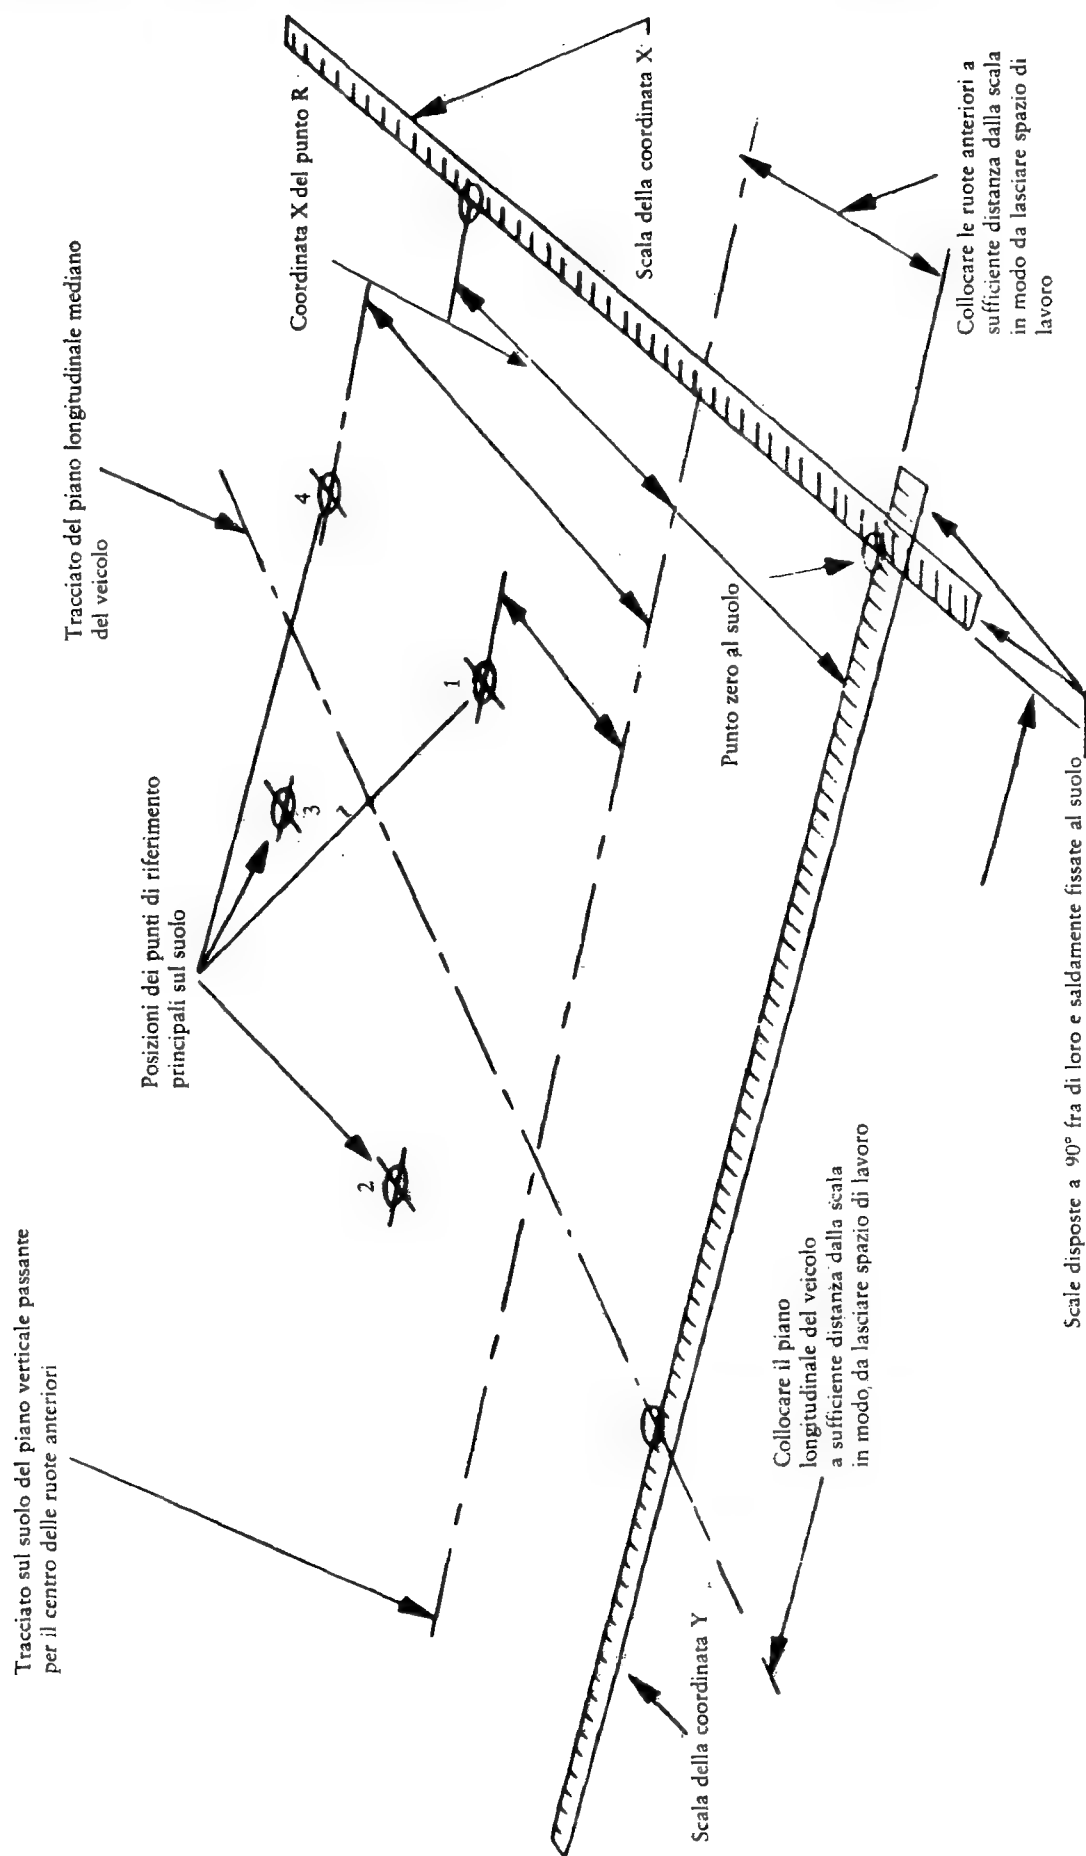 Tracciato sul suolo del piano verticale passante
per il centro delle ruote anteriori
Posizioni dei punti di riferimento
principali sul suolo
Tracciato del piano longitudinale mediano
del veicolo
Coordinata X del punto R
2
3
1
4
Scala della coordinata X
Punto zero al suolo
Scala della coordinata Y
Collocare il piano
longitudinale del veicolo
a sufficiente distanza dalla scala
in modo da lasciare spazio di lavoro
Collocare le ruote anteriori a
sufficiente distanza dalla scala
in modo da lasciare spazio di
lavoro
Scale disposte a 90° fra di loro e saldamente fissate al suolo